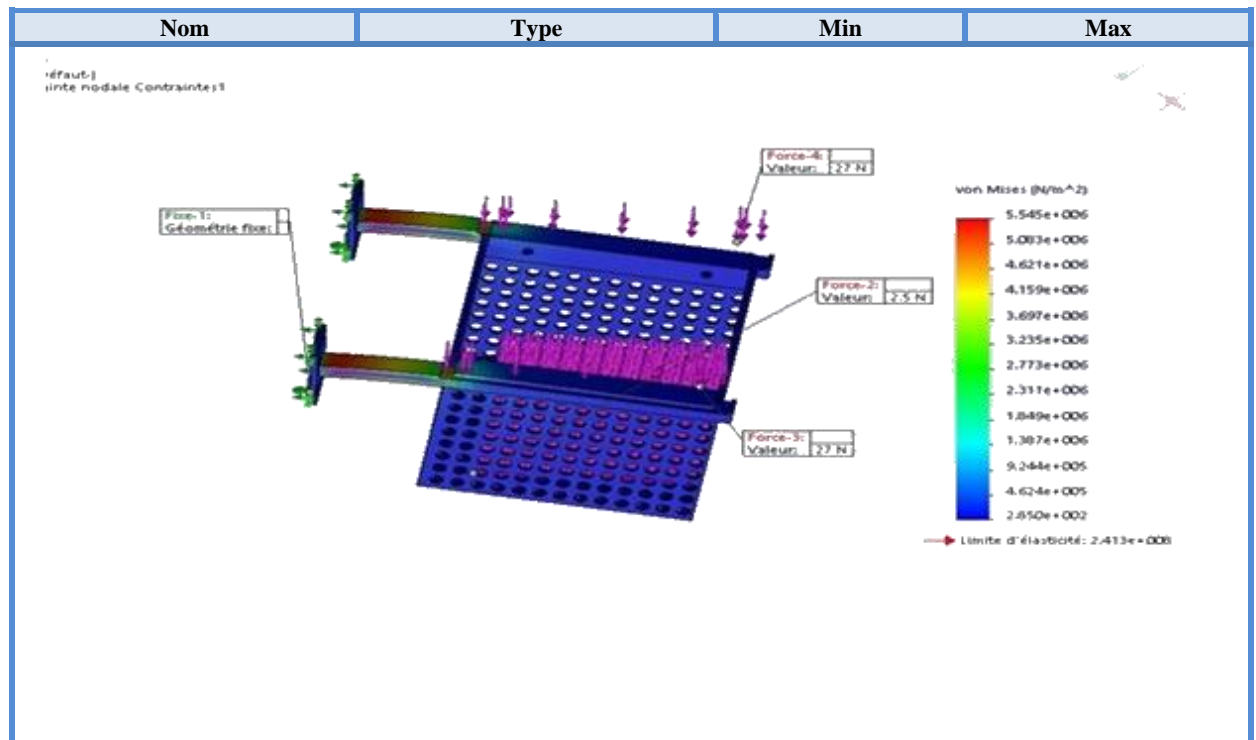 Nom Type Min Max
éfaut-)
inte nodale Contraintes1
Force-4:
Valeur: 27 N
von Mises (N/m^2)
Fixe-1:
Géométrie fixe:
5.545e+006
5.083e+006
4.621e+006
4.159e+006
3.697e+006
3.235e+006
2.773e+006
2.311e+006
1.849e+006
1.387e+006
9.244e+005
4.624e+005
2.850e+002
Force-2:
Valeur: 2.5 N
Force-3:
Valeur: 27 N
Limite d'élasticité: 2.413e+008